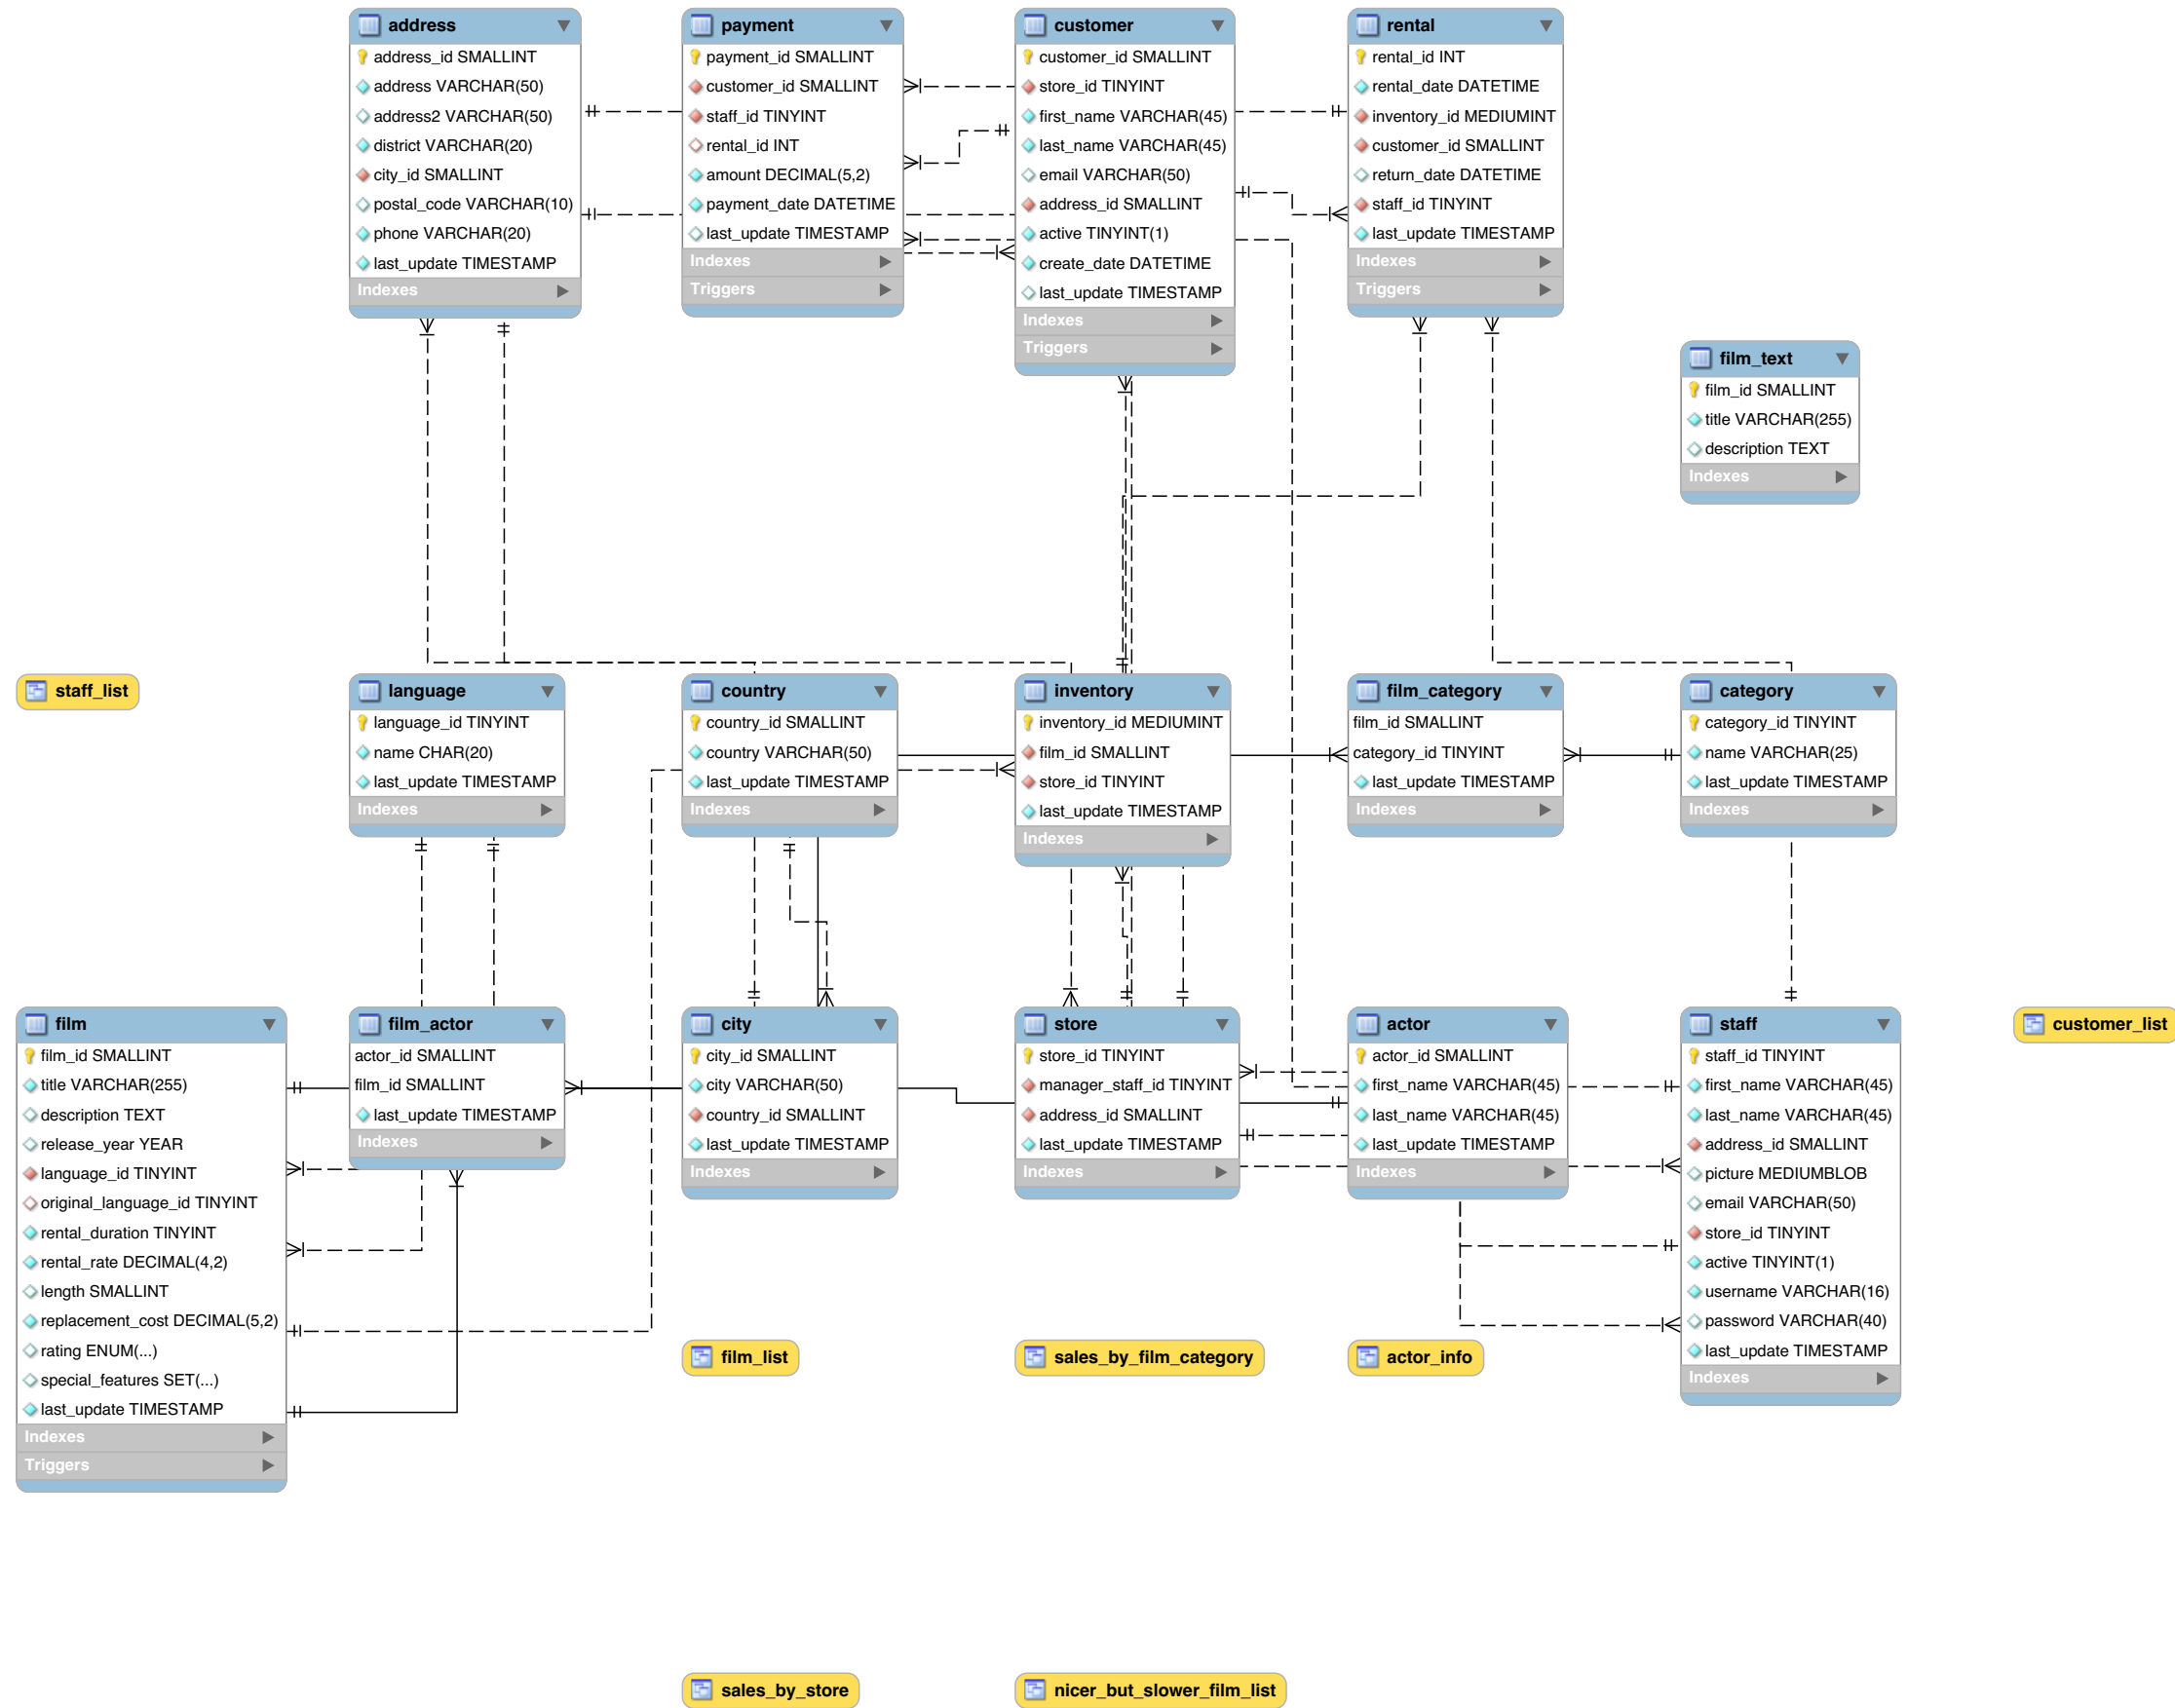 address
address_id SMALLINT
address VARCHAR(50)
address2 VARCHAR(50)
district VARCHAR(20)
city_id SMALLINT
postal_code VARCHAR(10)
phone VARCHAR(20)
last_update TIMESTAMP
Indexes
payment
payment_id SMALLINT
customer_id SMALLINT
staff_id TINYINT
rental_id INT
amount DECIMAL(5,2)
payment_date DATETIME
last_update TIMESTAMP
Indexes
Triggers
customer
customer_id SMALLINT
store_id TINYINT
first_name VARCHAR(45)
last_name VARCHAR(45)
email VARCHAR(50)
address_id SMALLINT
active TINYINT(1)
create_date DATETIME
last_update TIMESTAMP
Indexes
Triggers
rental
rental_id INT
rental_date DATETIME
inventory_id MEDIUMINT
customer_id SMALLINT
return_date DATETIME
staff_id TINYINT
last_update TIMESTAMP
Indexes
Triggers
film_text
film_id SMALLINT
title VARCHAR(255)
description TEXT
Indexes
staff_list
language
language_id TINYINT
name CHAR(20)
last_update TIMESTAMP
Indexes
country
country_id SMALLINT
country VARCHAR(50)
last_update TIMESTAMP
Indexes
inventory
inventory_id MEDIUMINT
film_id SMALLINT
store_id TINYINT
last_update TIMESTAMP
Indexes
film_category
film_id SMALLINT
category_id TINYINT
last_update TIMESTAMP
Indexes
category
category_id TINYINT
name VARCHAR(25)
last_update TIMESTAMP
Indexes
film
film_id SMALLINT
title VARCHAR(255)
description TEXT
release_year YEAR
language_id TINYINT
original_language_id TINYINT
rental_duration TINYINT
rental_rate DECIMAL(4,2)
length SMALLINT
replacement_cost DECIMAL(5,2)
rating ENUM(...)
special_features SET(...)
last_update TIMESTAMP
Indexes
Triggers
film_actor
actor_id SMALLINT
film_id SMALLINT
last_update TIMESTAMP
Indexes
city
city_id SMALLINT
city VARCHAR(50)
country_id SMALLINT
last_update TIMESTAMP
Indexes
store
store_id TINYINT
manager_staff_id TINYINT
address_id SMALLINT
last_update TIMESTAMP
Indexes
actor
actor_id SMALLINT
first_name VARCHAR(45)
last_name VARCHAR(45)
last_update TIMESTAMP
Indexes
staff
staff_id TINYINT
first_name VARCHAR(45)
last_name VARCHAR(45)
address_id SMALLINT
picture MEDIUMBLOB
email VARCHAR(50)
store_id TINYINT
active TINYINT(1)
username VARCHAR(16)
password VARCHAR(40)
last_update TIMESTAMP
Indexes
customer_list
film_list
sales_by_film_category
actor_info
sales_by_store
nicer_but_slower_film_list